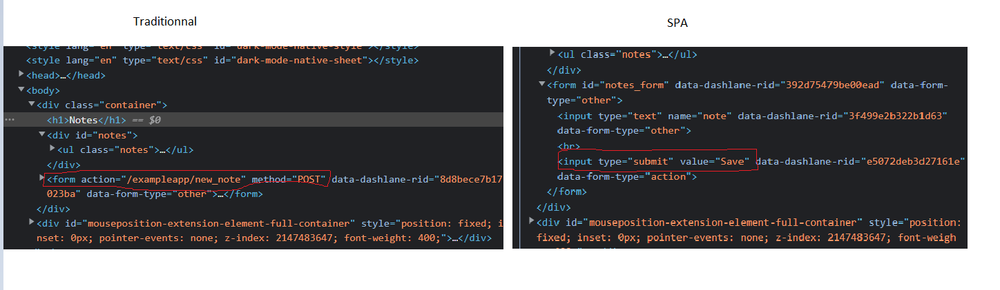 Traditionnal
<style lang="en" type="text/css" id="dark-mode-native-style"></style>
<style lang="en" type="text/css" id="dark-mode-native-sheet"></style>
<head>…</head>
<body>
<div class="container">
<h1>Notes</h1> == $0
<div id="notes">
<ul class="notes">…</ul>
</div>
<form action="/exampleapp/new_note" method="POST" data-dashlane-rid="8d8bece7b17
023ba" data-form-type="other">…</form>
</div>
<div id="mouseposition-extension-element-full-container" style="position: fixed; i
nset: 0px; pointer-events: none; z-index: 2147483647; font-weight: 400;">…</div>
SPA
<ul class="notes">…</ul>
</div>
<form id="notes_form" data-dashlane-rid="392d75479be00ead" data-form-
type="other">
<input type="text" name="note" data-dashlane-rid="3f499e2b322b1d63"
data-form-type="other">
<br>
<input type="submit" value="Save" data-dashlane-rid="e5072deb3d27161e"
data-form-type="action">
</form>
</div>
<div id="mouseposition-extension-element-full-container" style="position:
fixed; inset: 0px; pointer-events: none; z-index: 2147483647; font-weigh